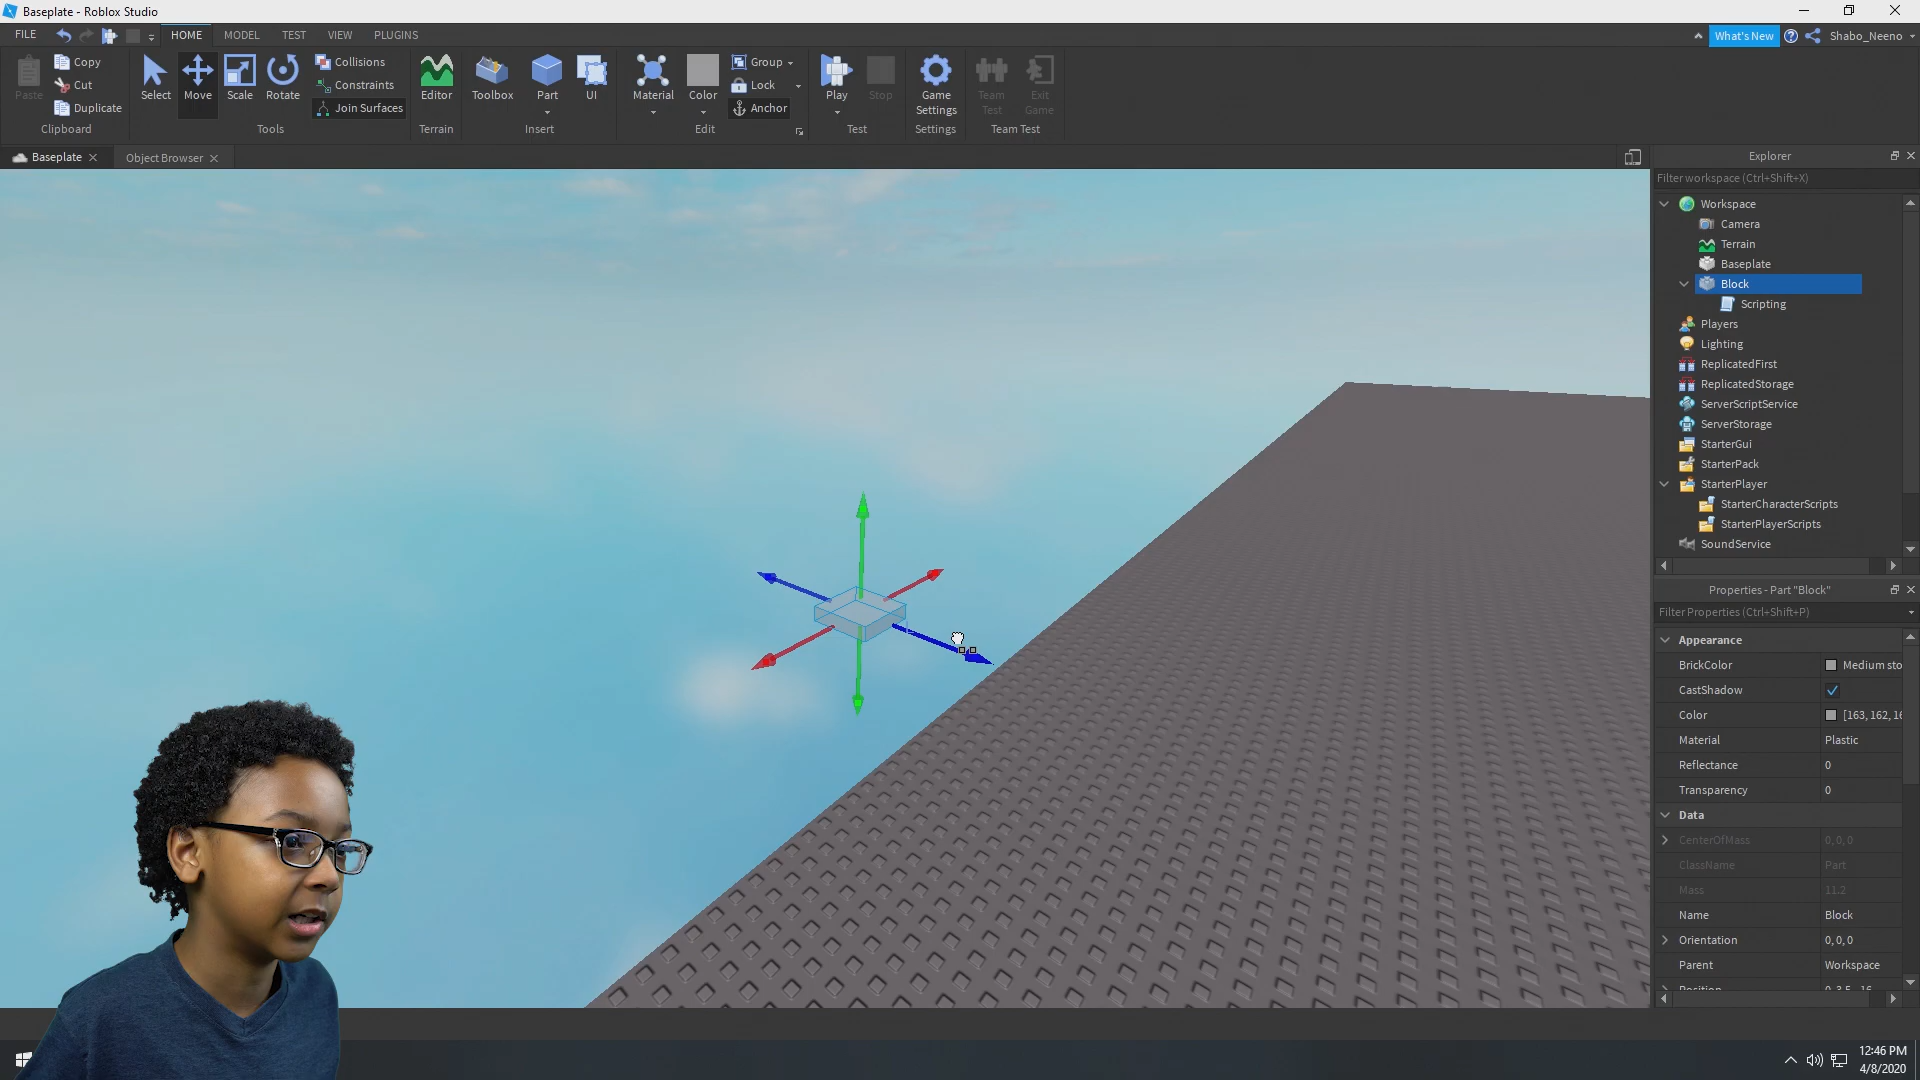 Baseplate - Roblox Studio
FILE HOME MODEL TEST VIEW PLUGINS What's New Shabo_Neeno
Paste Copy Cut Duplicate Clipboard
Select Move Scale Rotate Collisions Constraints Join Surfaces Tools
Editor Terrain
Toolbox Part UI Insert
Material Color Group Lock Anchor Edit
Play Stop Test
Game Settings Settings
Team Test Exit Game Team Test
Baseplate Object Browser
Explorer
Filter workspace (Ctrl+Shift+X)
Workspace
Camera
Terrain
Baseplate
Block
Scripting
Players
Lighting
ReplicatedFirst
ReplicatedStorage
ServerScriptService
ServerStorage
StarterGui
StarterPack
StarterPlayer
StarterCharacterScripts
StarterPlayerScripts
SoundService
Properties - Part "Block"
Filter Properties (Ctrl+Shift+P)
Appearance
BrickColor Medium sto
CastShadow
Color [163, 162, 16
Material Plastic
Reflectance 0
Transparency 0
Data
CenterOfMass 0, 0, 0
ClassName Part
Mass 11.2
Name Block
Orientation 0, 0, 0
Parent Workspace
Position 0, 3.5, -16
12:46 PM
4/8/2020